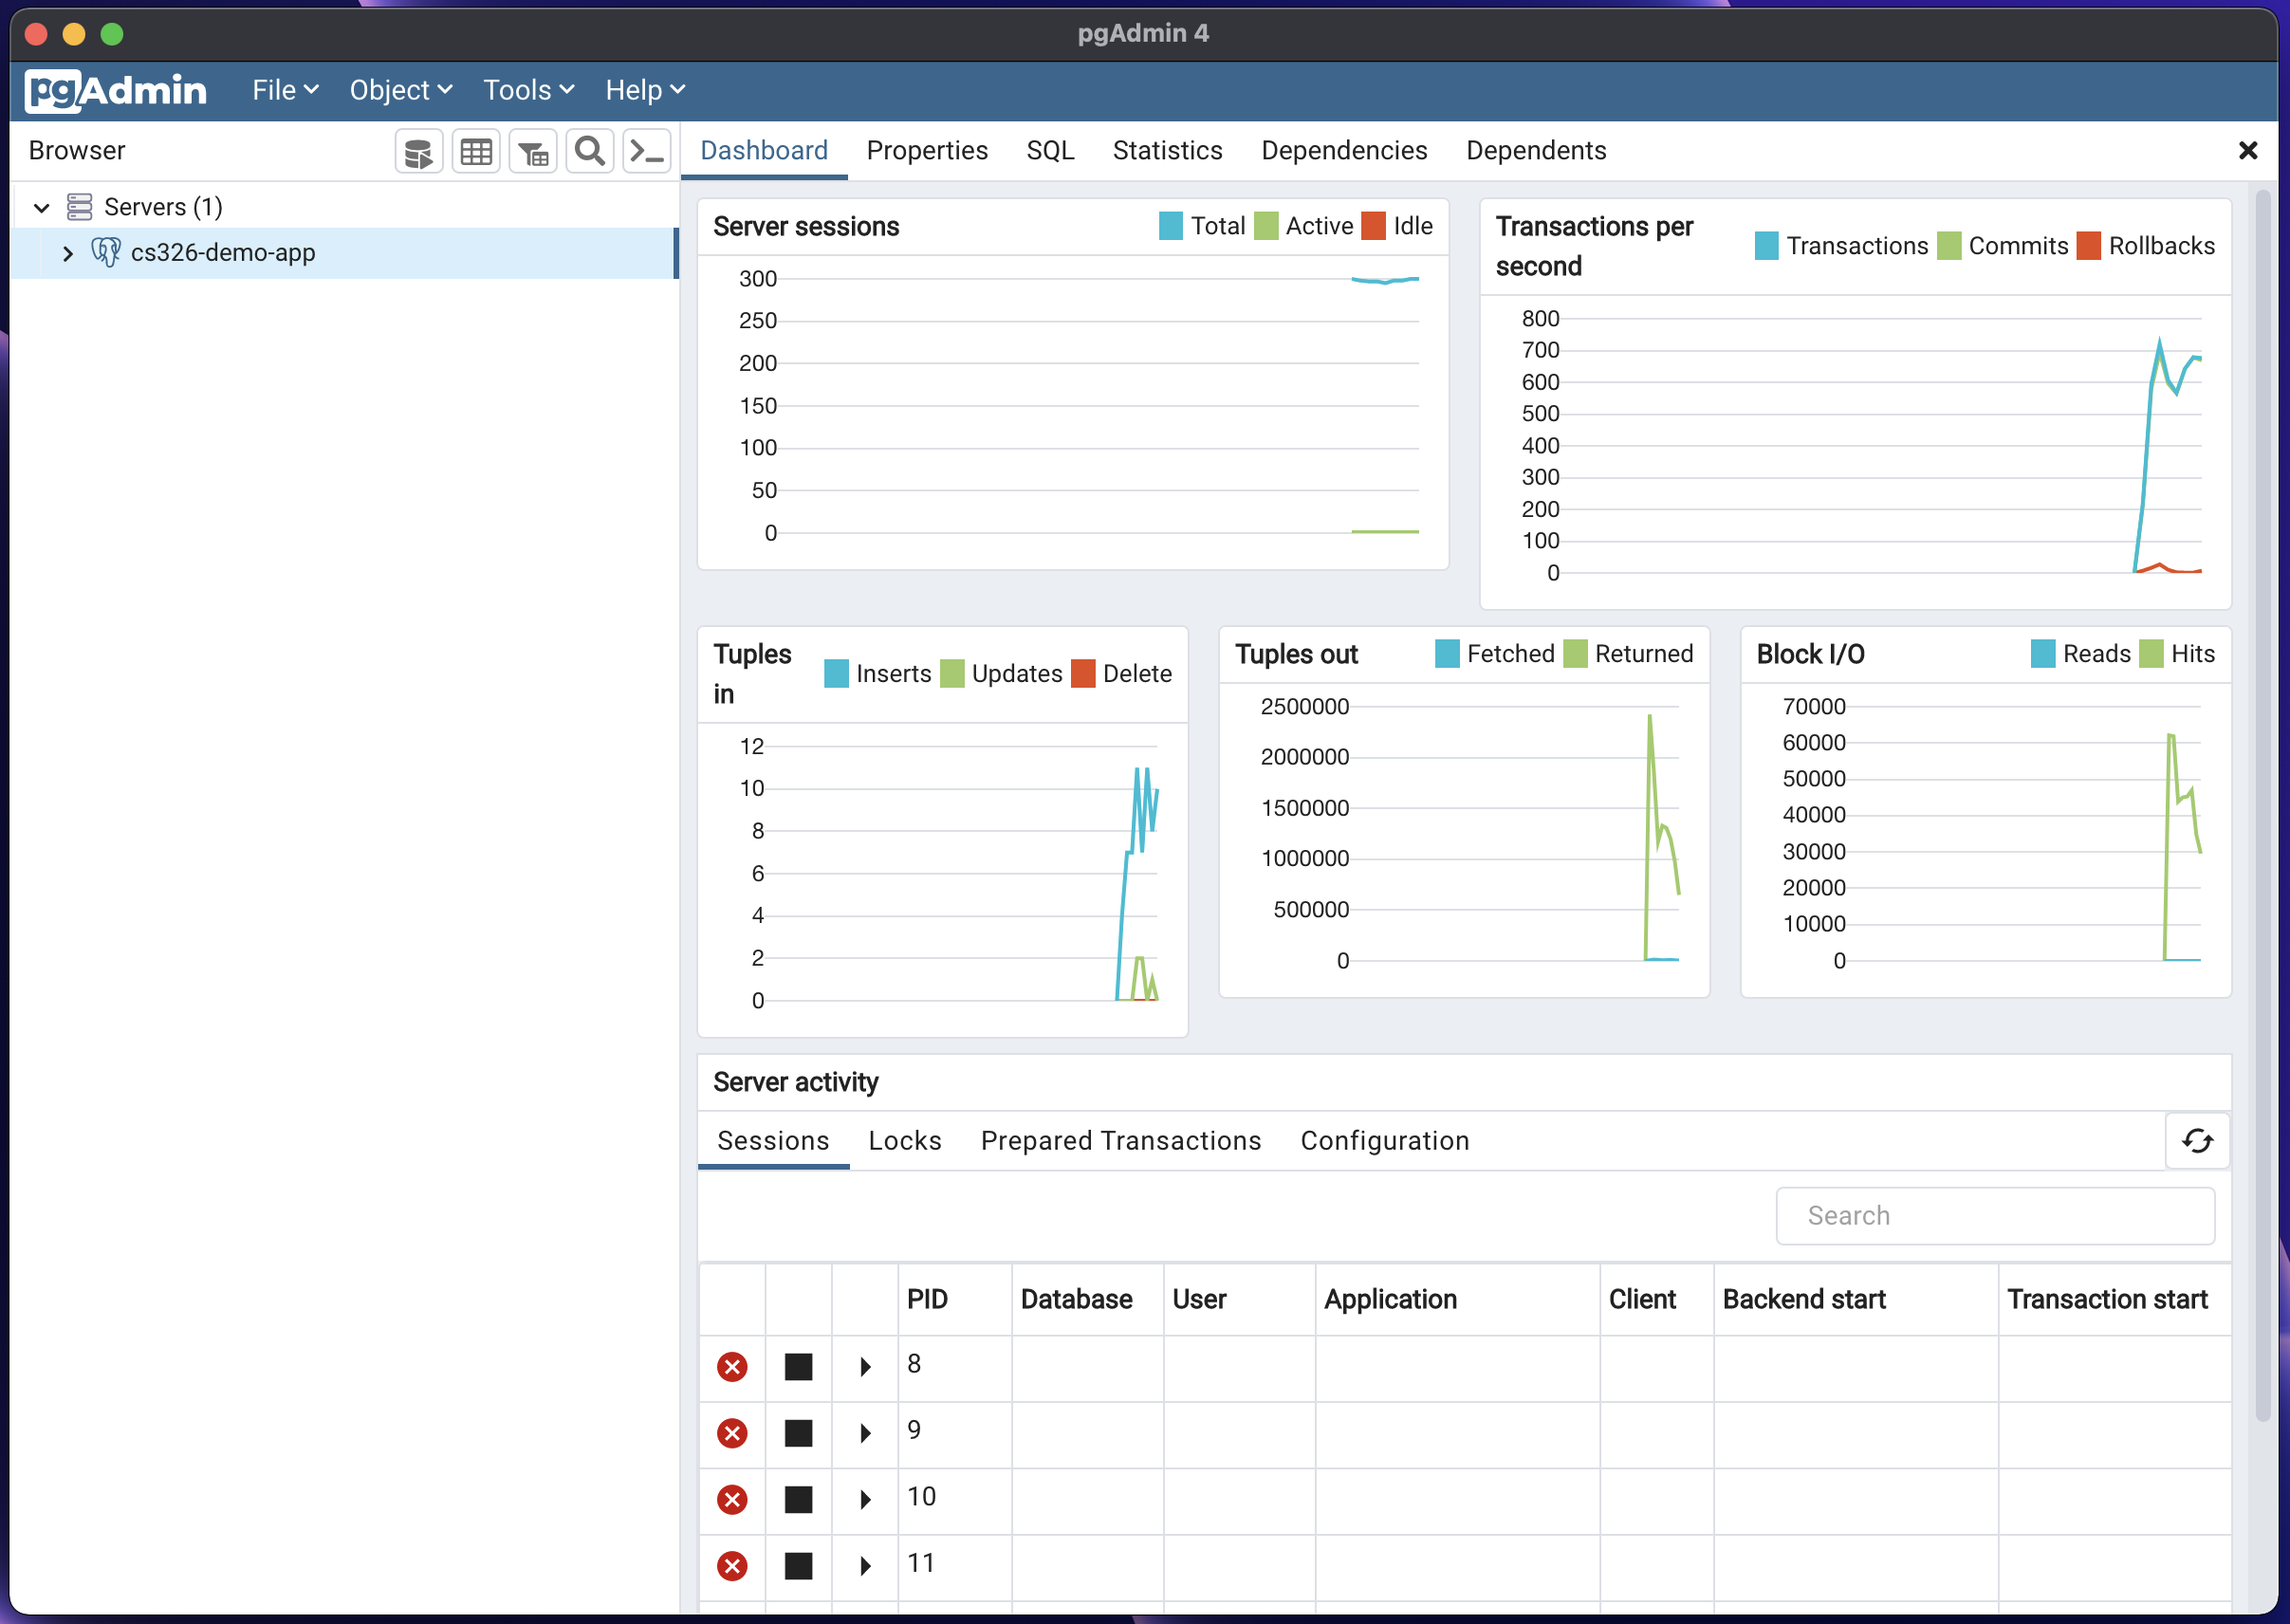 pgAdmin 4
pgAdmin File Object Tools Help
Browser
Dashboard Properties SQL Statistics Dependencies Dependents
Servers (1)
cs326-demo-app
Server sessions
Total Active Idle
300
250
200
150
100
50
0
Transactions per
second
Transactions Commits Rollbacks
800
700
600
500
400
300
200
100
0
Tuples
in
Inserts Updates Delete
12
10
8
6
4
2
0
Tuples out
Fetched Returned
2500000
2000000
1500000
1000000
500000
0
Block I/O
Reads Hits
70000
60000
50000
40000
30000
20000
10000
0
Server activity
Sessions Locks Prepared Transactions Configuration
Search
PID Database User Application Client Backend start Transaction start
8
9
10
11